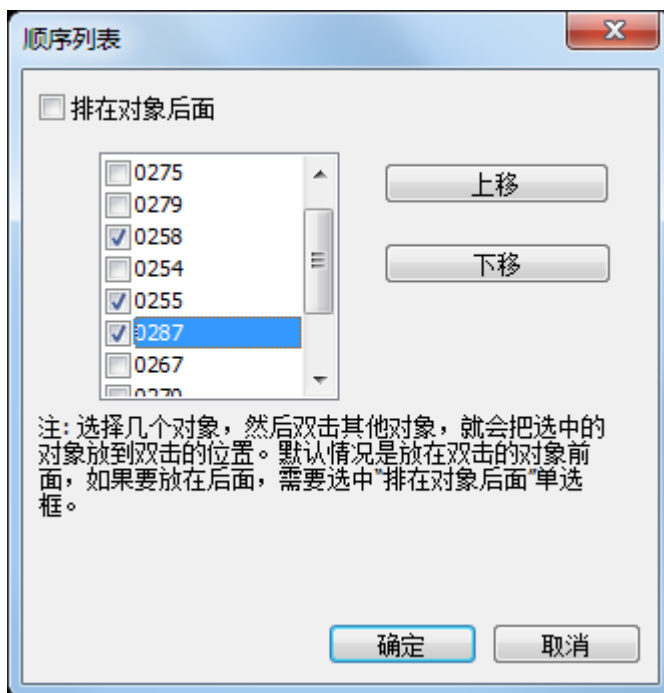 顺序列表
排在对象后面
0275
上移
0279
0258
0254
下移
0255
0287
0267
注: 选择几个对象，然后双击其他对象，就会把选中的
对象放到双击的位置。默认情况是放在双击的对象前
面，如果要放在后面，需要选中"排在对象后面"单选
框。
确定
取消